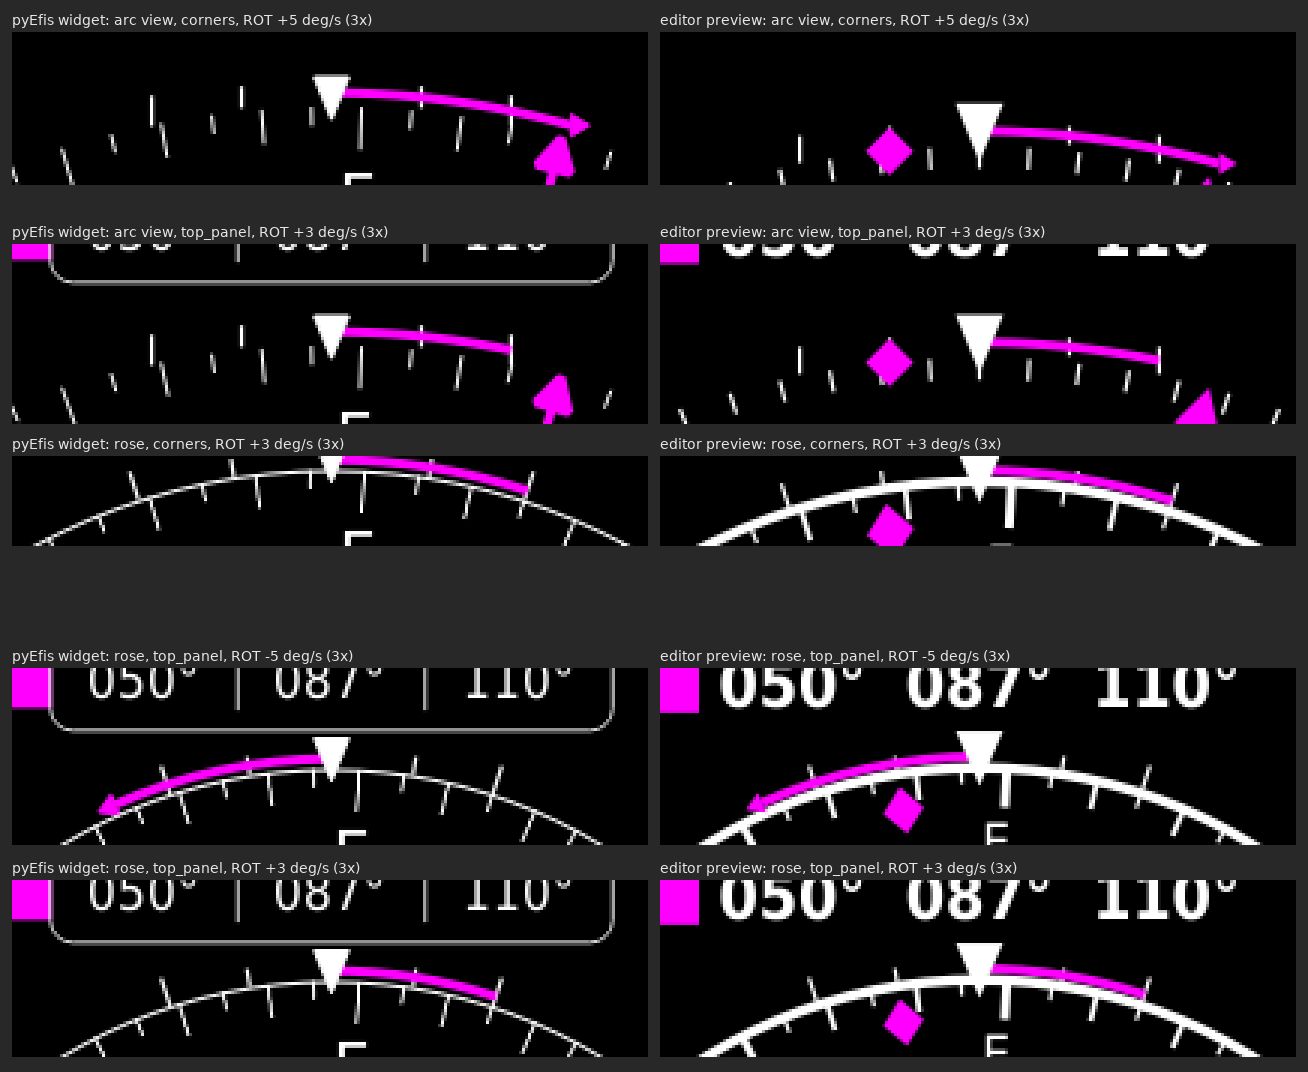 pyEfis widget: arc view, corners, ROT +5 deg/s (3x)
editor preview: arc view, corners, ROT +5 deg/s (3x)
pyEfis widget: arc view, top_panel, ROT +3 deg/s (3x)
editor preview: arc view, top_panel, ROT +3 deg/s (3x)
pyEfis widget: rose, corners, ROT +3 deg/s (3x)
editor preview: rose, corners, ROT +3 deg/s (3x)
pyEfis widget: rose, top_panel, ROT -5 deg/s (3x)
editor preview: rose, top_panel, ROT -5 deg/s (3x)
050° 087° 110°
050° 087° 110°
E
pyEfis widget: rose, top_panel, ROT +3 deg/s (3x)
editor preview: rose, top_panel, ROT +3 deg/s (3x)
050° 087° 110°
050° 087° 110°
E